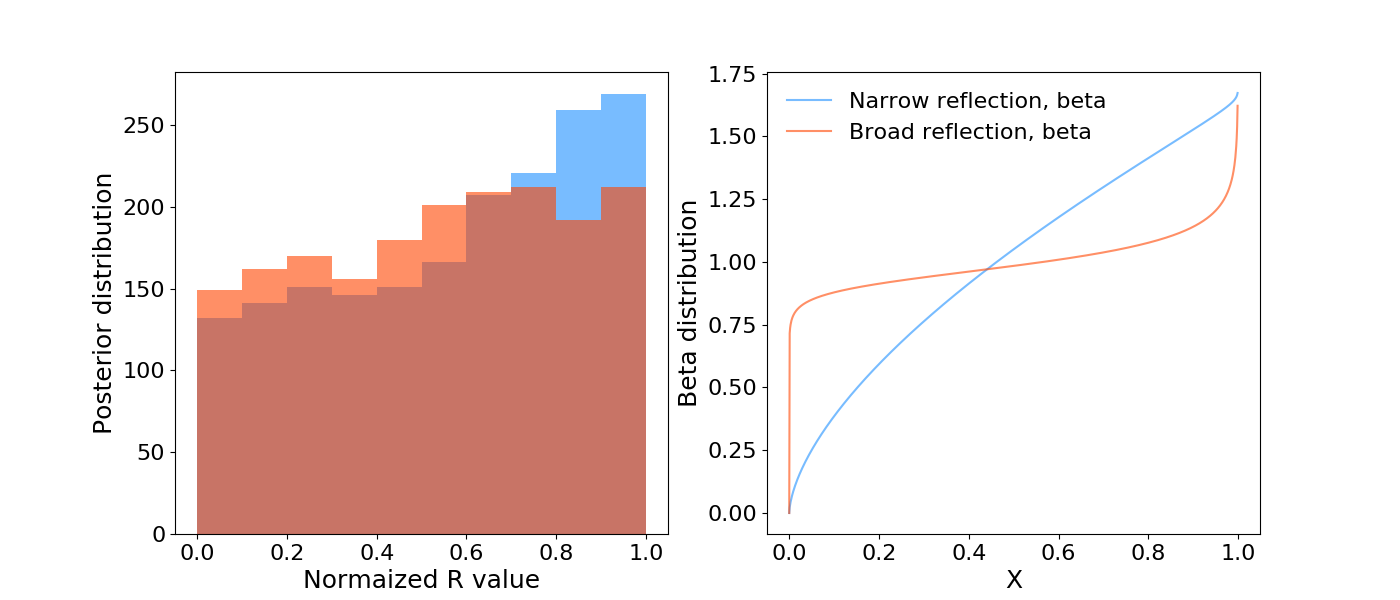 Posterior distribution
250
200
150
100
50
0
0.0 0.2 0.4 0.6 0.8 1.0
Normaized R value
Beta distribution
1.75
1.50
1.25
1.00
0.75
0.50
0.25
0.00
Narrow reflection, beta
Broad reflection, beta
0.0 0.2 0.4 0.6 0.8 1.0
X